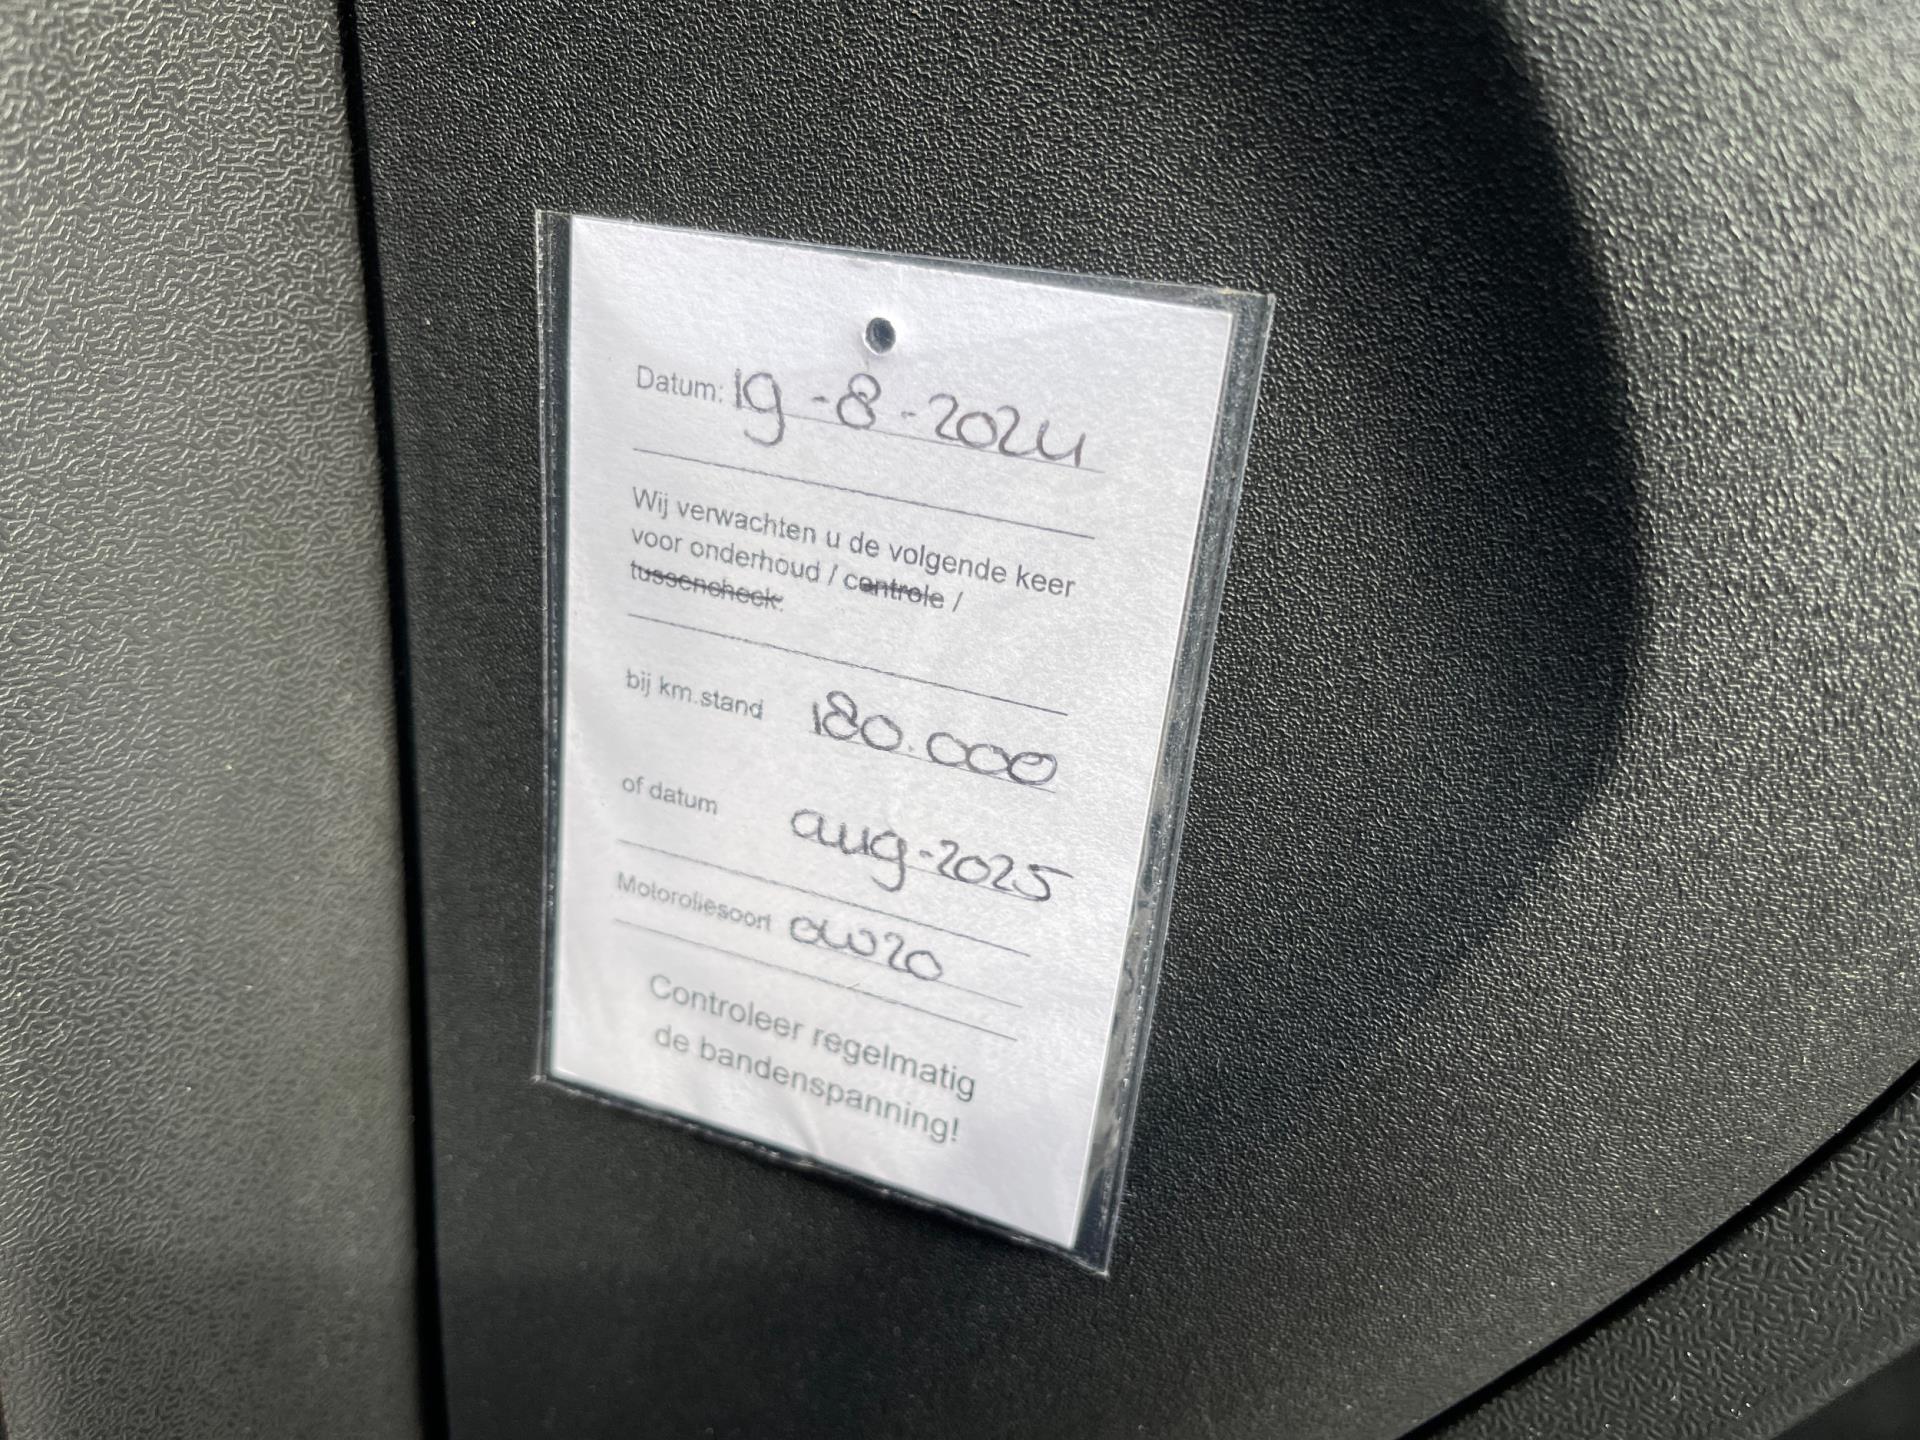 Datum: 19-8-2024
Wij verwachten u de volgende keer
voor onderhoud / controle /
tussencheck:
bij km.stand 180.000
of datum aug-2025
Motoroliesoort 0W20
Controleer regelmatig
de bandenspanning!